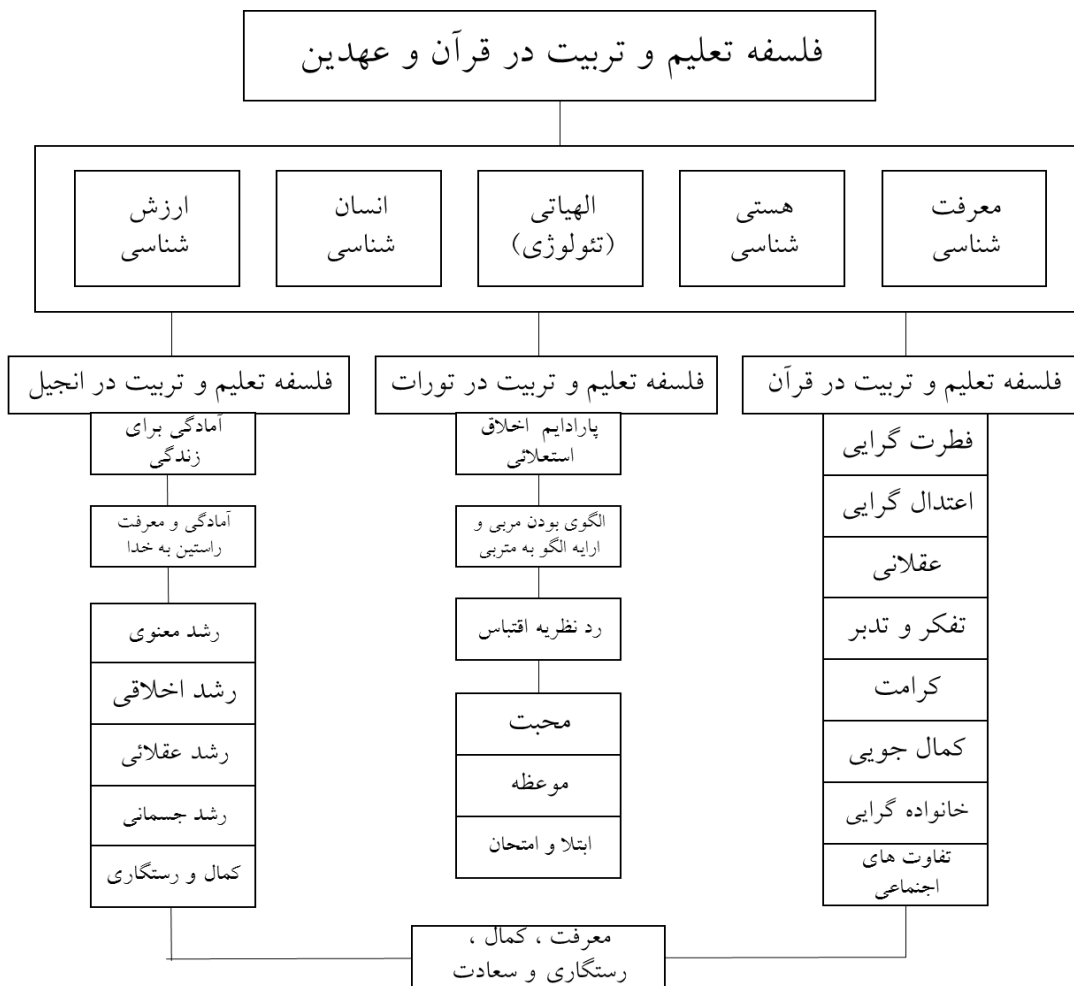 فلسفه تعلیم و تربیت در قرآن و عهدین
معرفت
شناسی
هستی
شناسی
الهیاتی
(تئولوژی)
انسان
شناسی
ارزش
شناسی
فلسفه تعلیم و تربیت در قرآن
فطرت گرایی
اعتدال گرایی
عقلانی
تفکر و تدبر
کرامت
کمال جویی
خانواده گرایی
تفاوت های
اجتماعی
فلسفه تعلیم و تربیت در تورات
پارادایم اخلاق
استعلائی
الگوی بودن مربی و
ارایه الگو به متربی
رد نظریه اقتباس
محبت
موعظه
ابتلا و امتحان
فلسفه تعلیم و تربیت در انجیل
آمادگی برای
زندگی
آمادگی و معرفت
راستین به خدا
رشد معنوی
رشد اخلاقی
رشد عقلائی
رشد جسمانی
کمال و رستگاری
معرفت ، کمال ،
رستگاری و سعادت